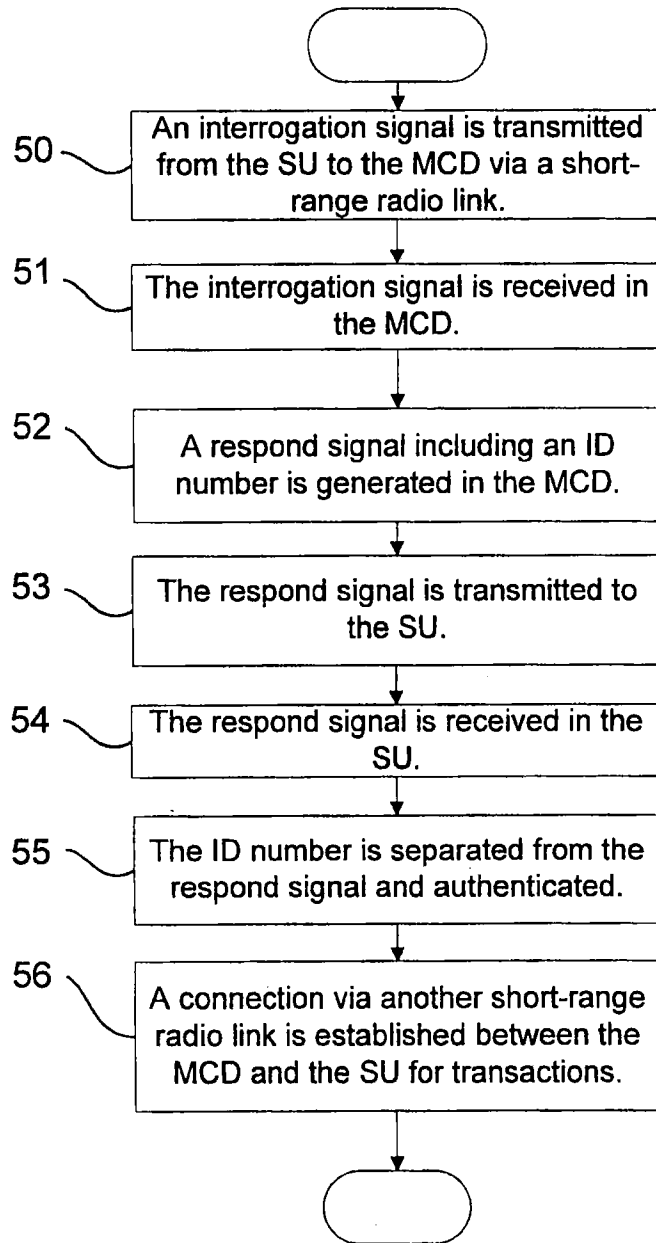 50
An interrogation signal is transmitted
from the SU to the MCD via a short-
range radio link.
51
The interrogation signal is received in
the MCD.
52
A respond signal including an ID
number is generated in the MCD.
53
The respond signal is transmitted to
the SU.
54
The respond signal is received in the
SU.
55
The ID number is separated from the
respond signal and authenticated.
56
A connection via another short-range
radio link is established between the
MCD and the SU for transactions.